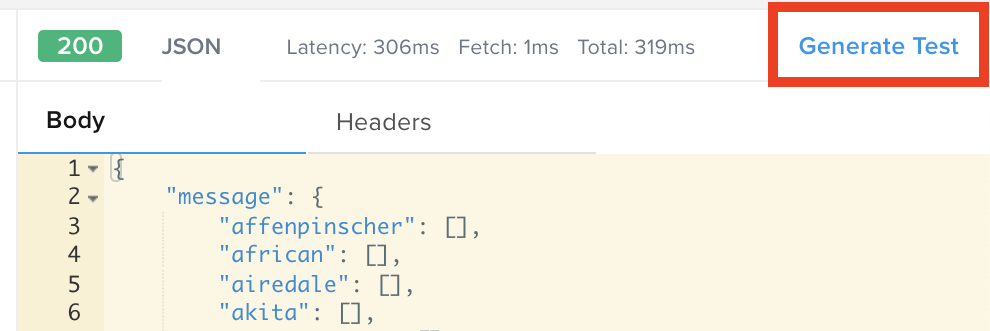 200 JSON Latency: 306ms Fetch: 1ms Total: 319ms Generate Test
Body Headers
1 {
2 "message": {
3 "affenpinscher": [],
4 "african": [],
5 "airedale": [],
6 "akita": [],